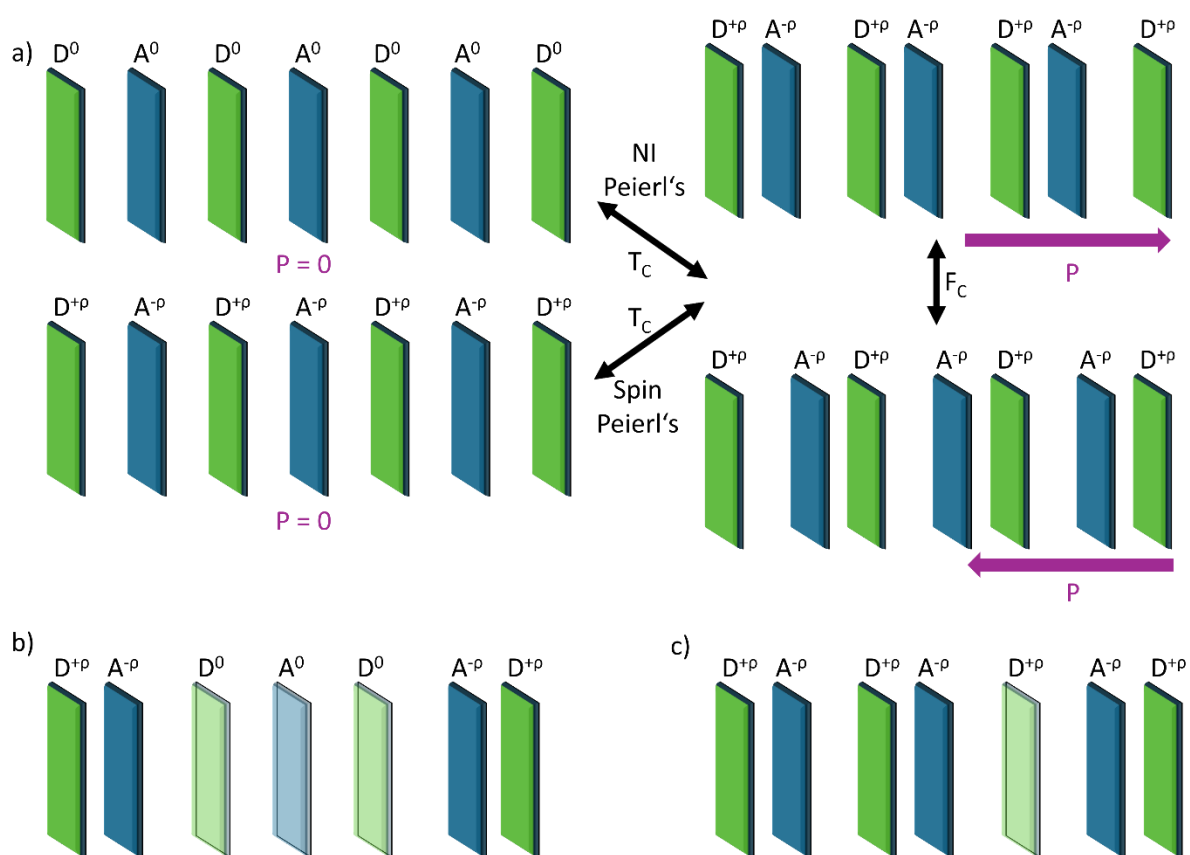 a)
D⁰ A⁰ D⁰ A⁰ D⁰ A⁰ D⁰
P = 0
D⁺ᵖ A⁻ᵖ D⁺ᵖ A⁻ᵖ D⁺ᵖ A⁻ᵖ D⁺ᵖ
P = 0
NI
Peierl‘s
T_C
T_C
Spin
Peierl‘s
D⁺ᵖ A⁻ᵖ D⁺ᵖ A⁻ᵖ D⁺ᵖ A⁻ᵖ D⁺ᵖ
P
F_C
D⁺ᵖ A⁻ᵖ D⁺ᵖ A⁻ᵖ D⁺ᵖ A⁻ᵖ D⁺ᵖ
P
b)
D⁺ᵖ A⁻ᵖ D⁰ A⁰ D⁰ A⁻ᵖ D⁺ᵖ
c)
D⁺ᵖ A⁻ᵖ D⁺ᵖ A⁻ᵖ D⁺ᵖ A⁻ᵖ D⁺ᵖ